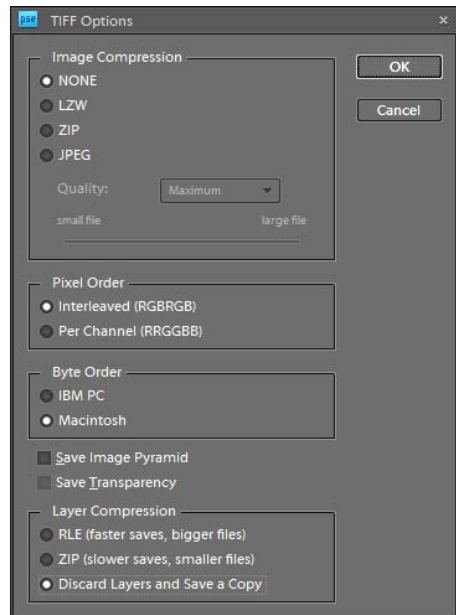 pse TIFF Options
Image Compression
NONE
LZW
ZIP
JPEG
Quality: Maximum
small file large file
Pixel Order
Interleaved (RGBRGB)
Per Channel (RRGGBB)
Byte Order
IBM PC
Macintosh
Save Image Pyramid
Save Transparency
Layer Compression
RLE (faster saves, bigger files)
ZIP (slower saves, smaller files)
Discard Layers and Save a Copy
OK
Cancel